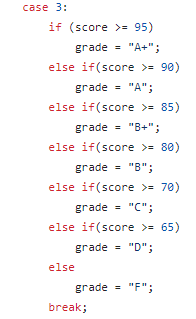 case 3:
if (score >= 95)
grade = "A+";
else if(score >= 90)
grade = "A";
else if(score >= 85)
grade = "B+";
else if(score >= 80)
grade = "B";
else if(score >= 70)
grade = "C";
else if(score >= 65)
grade = "D";
else
grade = "F";
break;